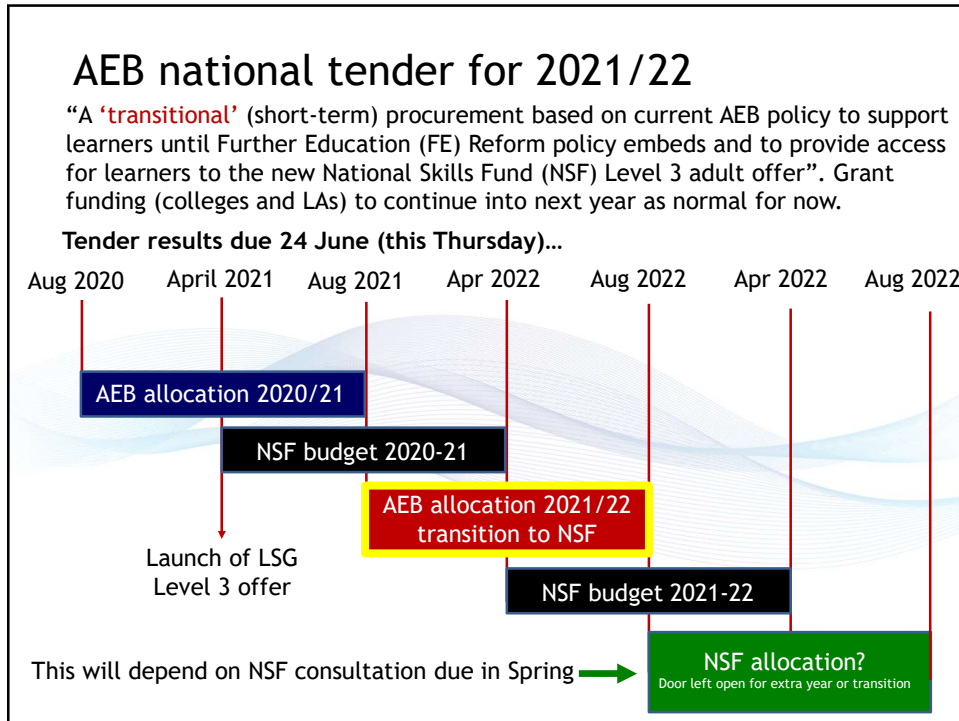 AEB national tender for 2021/22
“A ‘transitional’ (short-term) procurement based on current AEB policy to support
learners until Further Education (FE) Reform policy embeds and to provide access
for learners to the new National Skills Fund (NSF) Level 3 adult offer”. Grant
funding (colleges and LAs) to continue into next year as normal for now.
Tender results due 24 June (this Thursday)…
Aug 2020 April 2021 Aug 2021 Apr 2022 Aug 2022 Apr 2022 Aug 2022
AEB allocation 2020/21
NSF budget 2020-21
AEB allocation 2021/22
transition to NSF
Launch of LSG
Level 3 offer
NSF budget 2021-22
This will depend on NSF consultation due in Spring
NSF allocation?
Door left open for extra year or transition